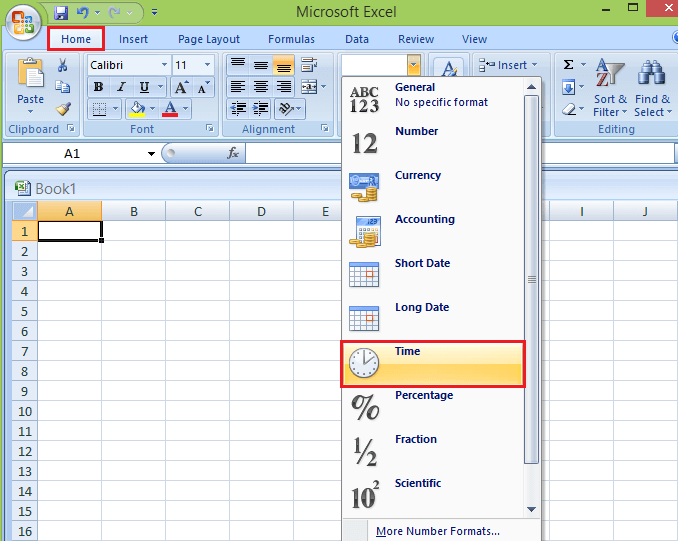 Microsoft Excel
Home Insert Page Layout Formulas Data Review View
Calibri 11
Insert
Paste
B I U A A
A
Σ
Sort & Filter
Find & Select
Clipboard Font Alignment Editing
A1 fx
Book1
A B C D E I J
1
2
3
4
5
6
7
8
9
10
11
12
13
14
15
16
ABC 123
General
No specific format
12
Number
Currency
Accounting
Short Date
Long Date
Time
%
Percentage
1/2
Fraction
10²
Scientific
More Number Formats...